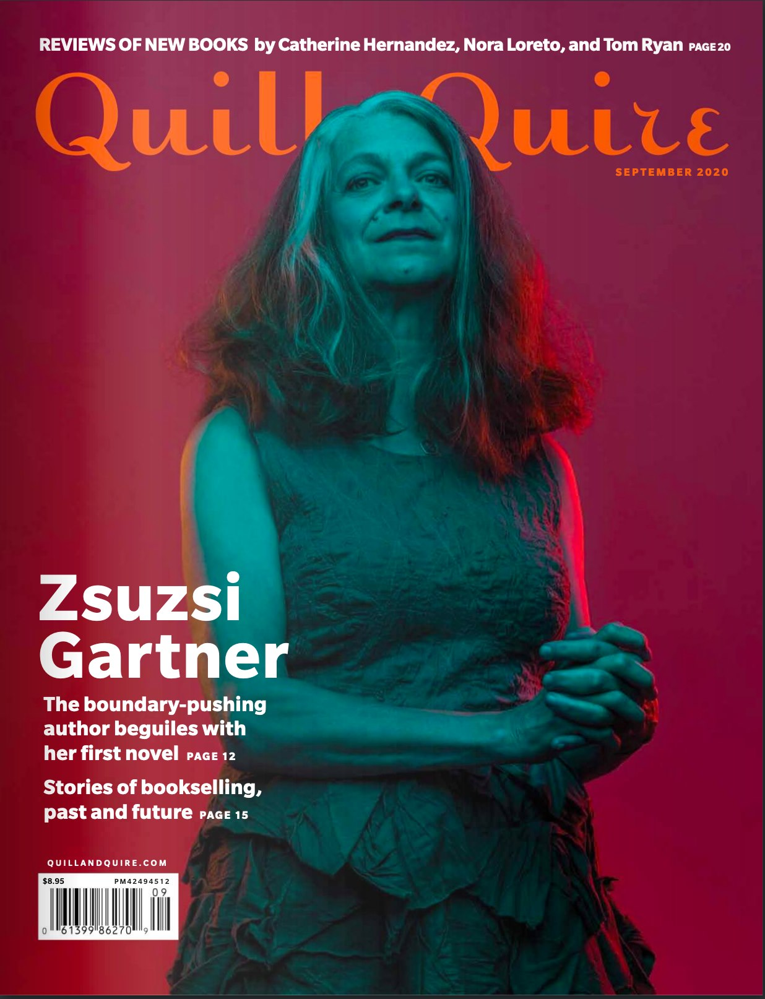 REVIEWS OF NEW BOOKS by Catherine Hernandez, Nora Loreto, and Tom Ryan PAGE 20
Quill Quire
SEPTEMBER 2020
Zsuzsi
Gartner
The boundary-pushing
author beguiles with
her first novel PAGE 12
Stories of bookselling,
past and future PAGE 15
QUILLANDQUIRE.COM
$8.95 PM42494512
09
0 61399 86270 9